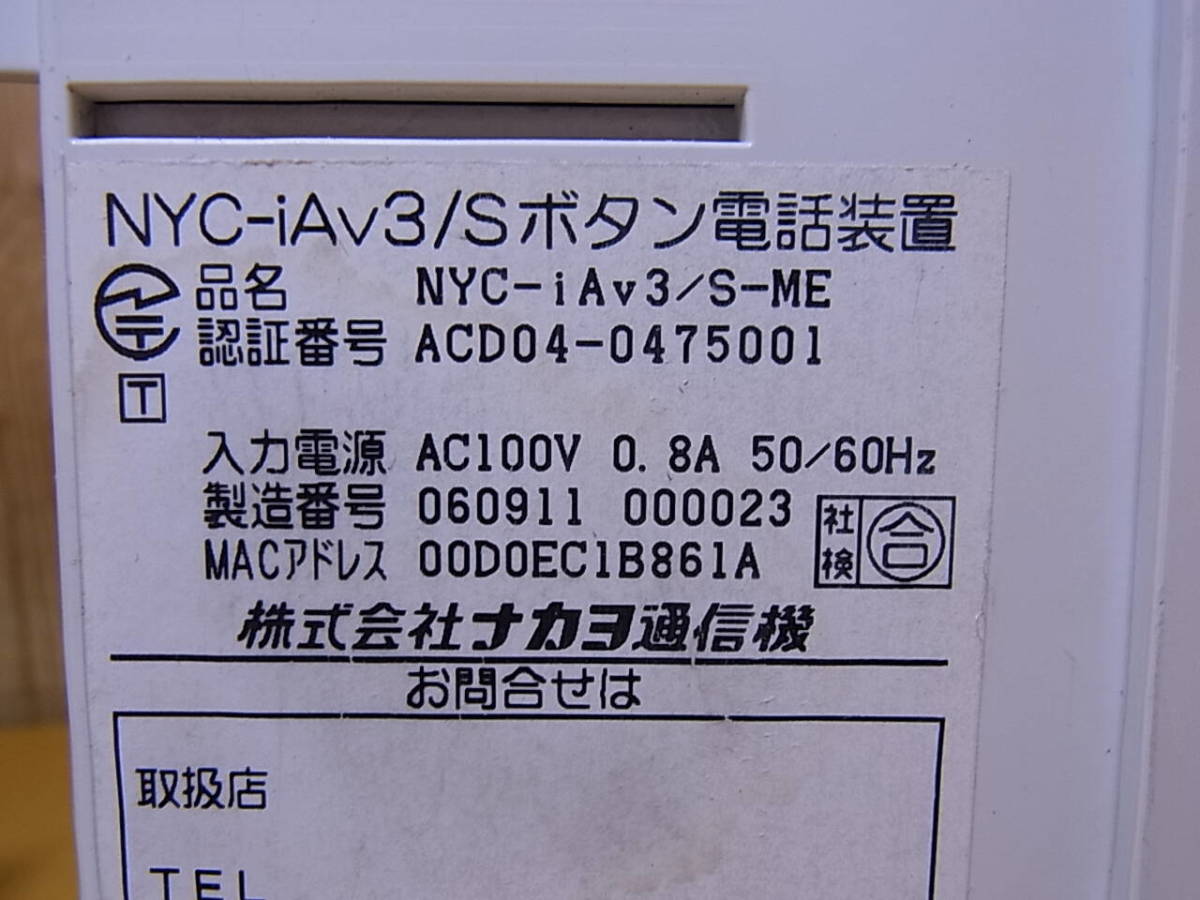 NYC-iAv3/Sボタン電話装置
品名 NYC-iAv3/S-ME
認証番号 ACD04-0475001
T
入力電源 AC100V 0.8A 50/60Hz
製造番号 060911 000023
MACアドレス 00D0EC1B861A
社検 合
株式会社ナカヨ通信機
お問合せは
取扱店
TEL